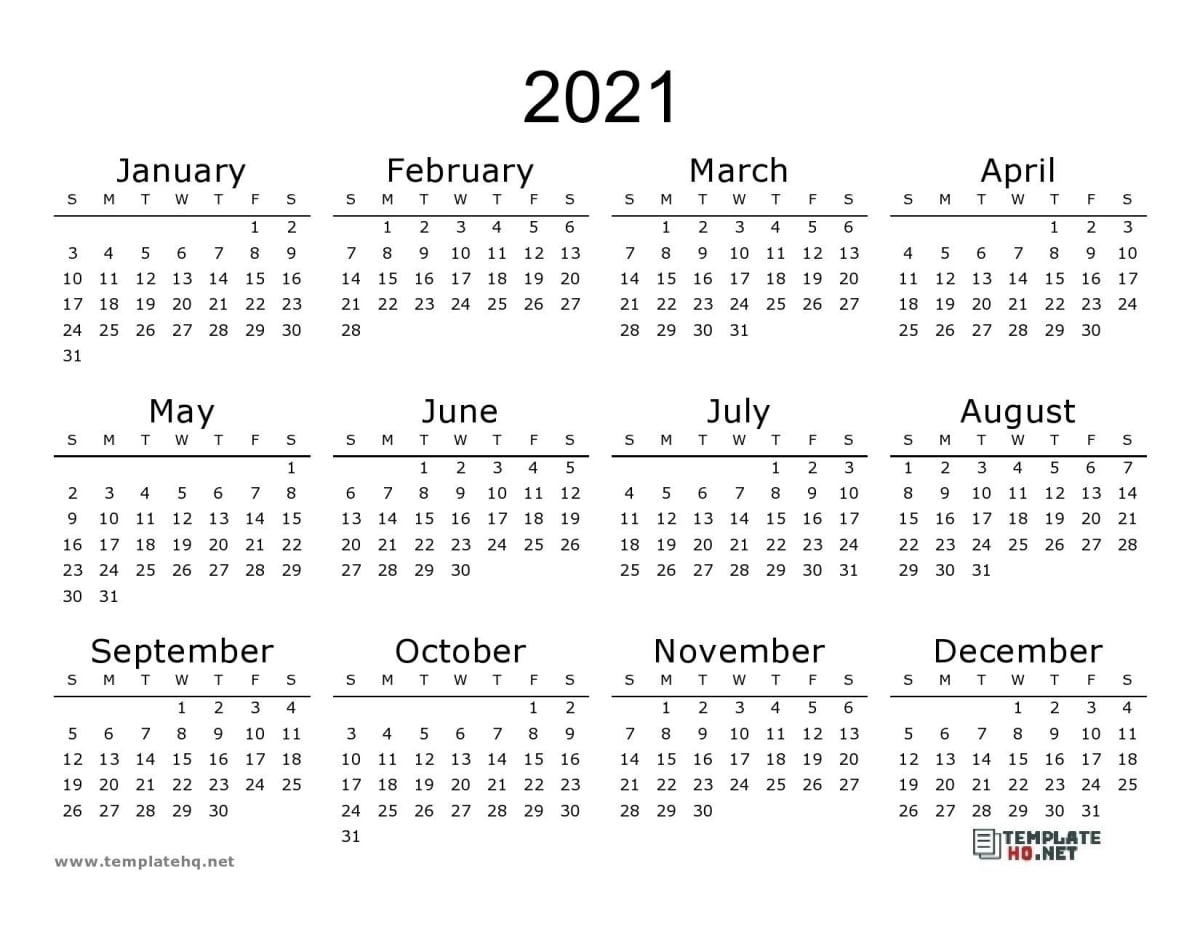 2021
January February March April
S M T W T F S S M T W T F S S M T W T F S S M T W T F S
1 2 1 2 3 4 5 6 1 2 3 4 5 6 1 2 3
3 4 5 6 7 8 9 7 8 9 10 11 12 13 7 8 9 10 11 12 13 4 5 6 7 8 9 10
10 11 12 13 14 15 16 14 15 16 17 18 19 20 14 15 16 17 18 19 20 11 12 13 14 15 16 17
17 18 19 20 21 22 23 21 22 23 24 25 26 27 21 22 23 24 25 26 27 18 19 20 21 22 23 24
24 25 26 27 28 29 30 28 28 29 30 31 25 26 27 28 29 30
31
May June July August
S M T W T F S S M T W T F S S M T W T F S S M T W T F S
1 1 2 3 4 5 1 2 3 1 2 3 4 5 6 7
2 3 4 5 6 7 8 6 7 8 9 10 11 12 4 5 6 7 8 9 10 8 9 10 11 12 13 14
9 10 11 12 13 14 15 13 14 15 16 17 18 19 11 12 13 14 15 16 17 15 16 17 18 19 20 21
16 17 18 19 20 21 22 20 21 22 23 24 25 26 18 19 20 21 22 23 24 22 23 24 25 26 27 28
23 24 25 26 27 28 29 27 28 29 30 25 26 27 28 29 30 31 29 30 31
30 31
September October November December
S M T W T F S S M T W T F S S M T W T F S S M T W T F S
1 2 3 4 1 2 1 2 3 4 5 6 1 2 3 4
5 6 7 8 9 10 11 3 4 5 6 7 8 9 7 8 9 10 11 12 13 5 6 7 8 9 10 11
12 13 14 15 16 17 18 10 11 12 13 14 15 16 14 15 16 17 18 19 20 12 13 14 15 16 17 18
19 20 21 22 23 24 25 17 18 19 20 21 22 23 21 22 23 24 25 26 27 19 20 21 22 23 24 25
26 27 28 29 30 24 25 26 27 28 29 30 28 29 30 26 27 28 29 30 31
31
www.templatehq.net
TEMPLATE
HQ.NET